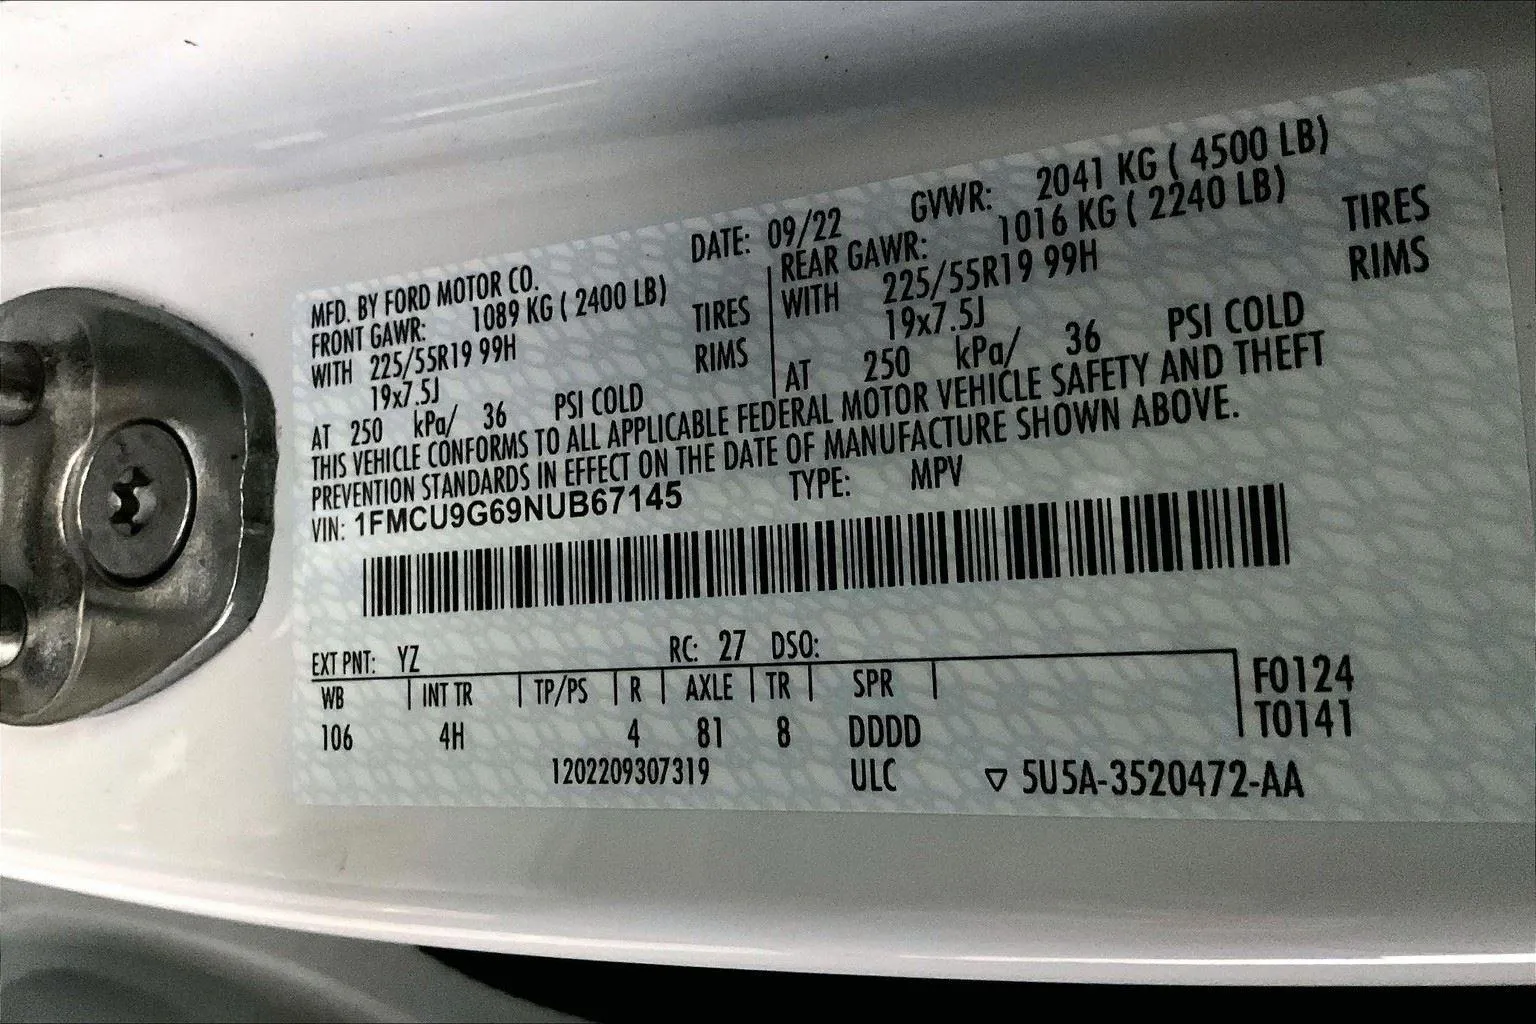 MFD. BY FORD MOTOR CO.
DATE: 09/22
GVWR: 2041 KG ( 4500 LB)
FRONT GAWR: 1089 KG ( 2400 LB)
WITH 225/55R19 99H TIRES
19x7.5J RIMS
AT 250 kPa/ 36 PSI COLD
REAR GAWR: 1016 KG ( 2240 LB)
WITH 225/55R19 99H TIRES
19x7.5J RIMS
AT 250 kPa/ 36 PSI COLD
THIS VEHICLE CONFORMS TO ALL APPLICABLE FEDERAL MOTOR VEHICLE SAFETY AND THEFT
PREVENTION STANDARDS IN EFFECT ON THE DATE OF MANUFACTURE SHOWN ABOVE.
VIN: 1FMCU9G69NUB67145 TYPE: MPV
EXT PNT: YZ RC: 27 DSO:
WB | INT TR | TP/PS | R | AXLE | TR | SPR |
106 4H 4 81 8 DDDD
F0124
T0141
1202209307319 ULC ▽ 5U5A-3520472-AA